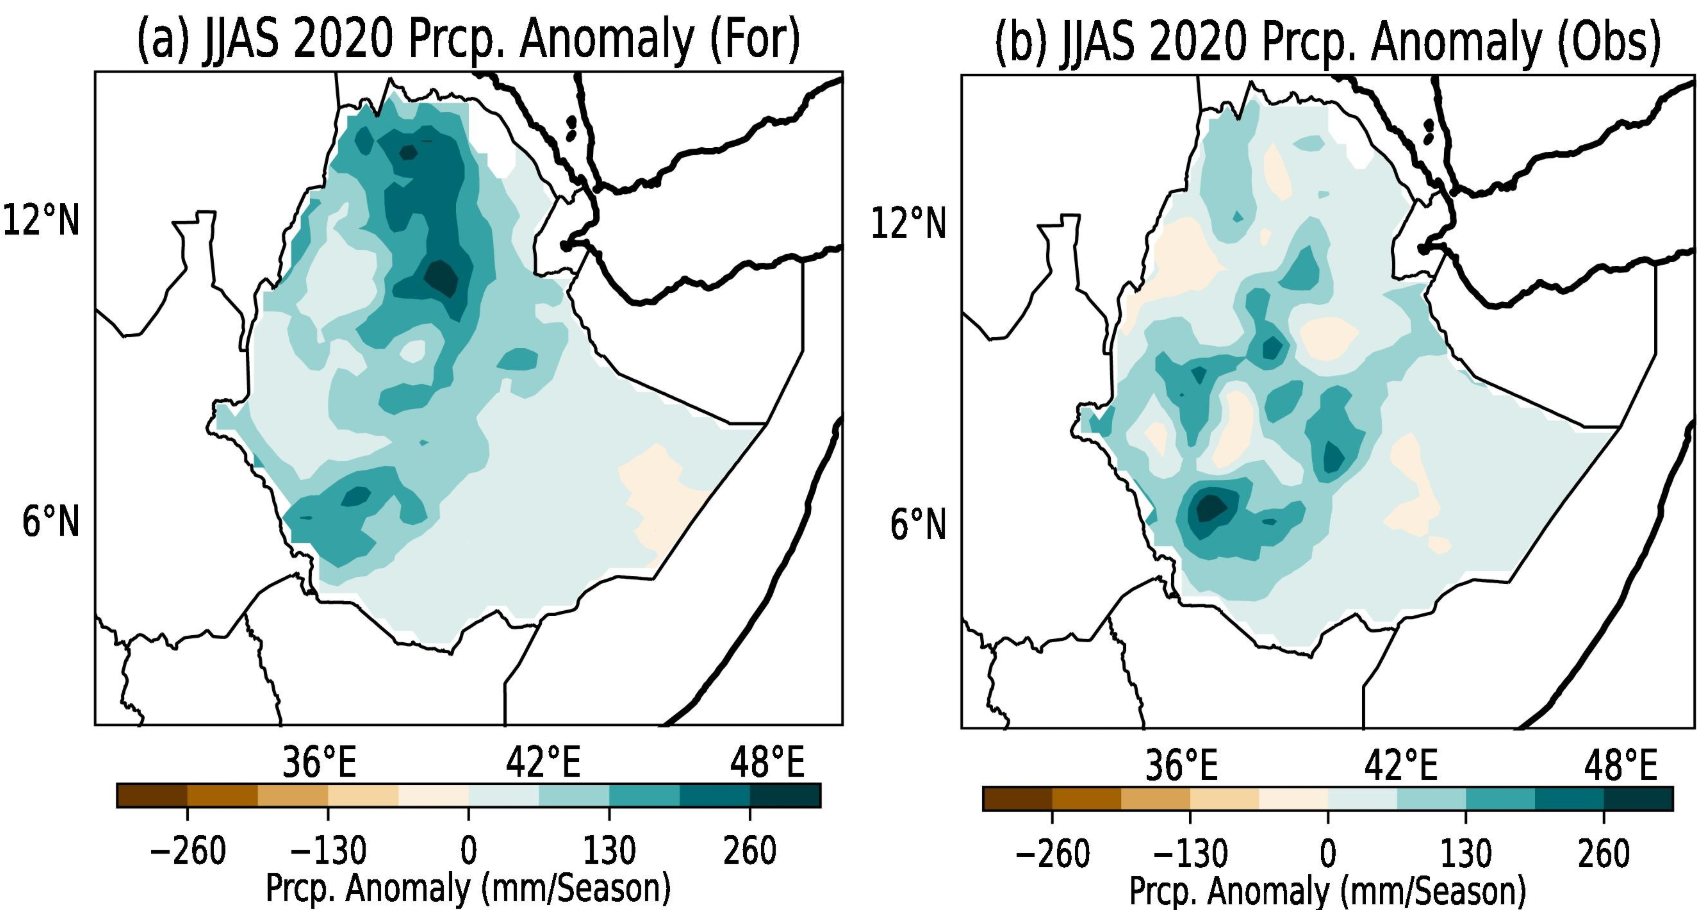 (a) JJAS 2020 Prcp. Anomaly (For)
(b) JJAS 2020 Prcp. Anomaly (Obs)
12°N
6°N
36°E 42°E 48°E
−260 −130 0 130 260
Prcp. Anomaly (mm/Season)
12°N
6°N
36°E 42°E 48°E
−260 −130 0 130 260
Prcp. Anomaly (mm/Season)